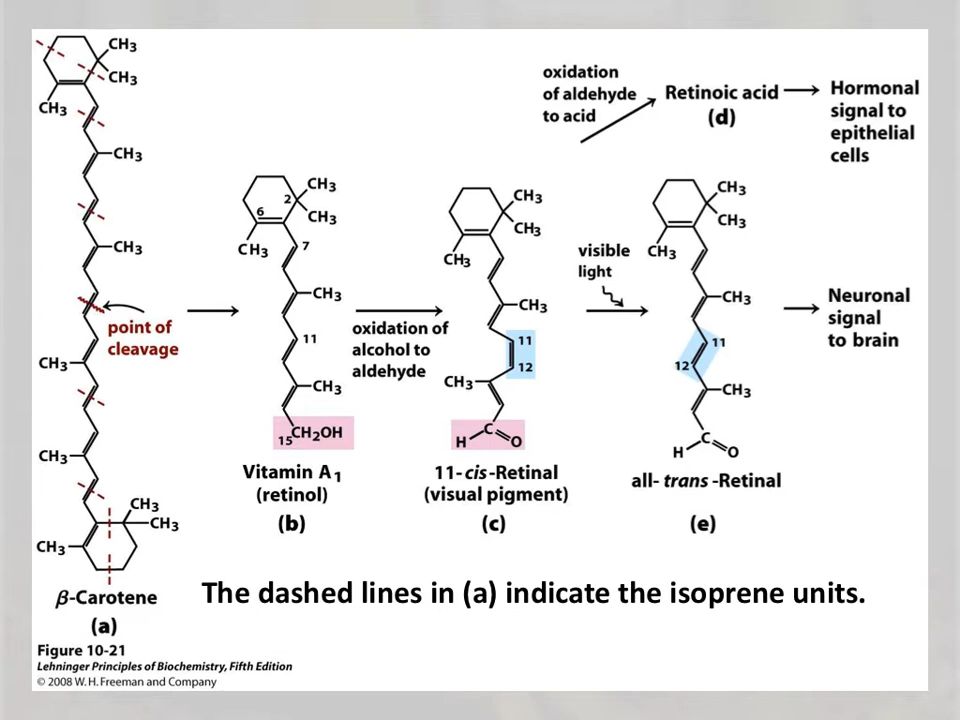 CH3
CH3
CH3
CH3
CH3
point of
cleavage
CH3
CH3
CH3
CH3
CH3
β-Carotene
(a)
CH3
2
6
CH3
CH3
7
CH3
11
CH3
15CH2OH
Vitamin A1
(retinol)
(b)
oxidation of
alcohol to
aldehyde
CH3
CH3
CH3
CH3
11
12
CH3
H C O
11-cis-Retinal
(visual pigment)
(c)
oxidation
of aldehyde
to acid
Retinoic acid
(d)
Hormonal
signal to
epithelial
cells
visible
light
CH3
CH3
CH3
CH3
11
12
CH3
H C O
all-trans-Retinal
(e)
Neuronal
signal
to brain
The dashed lines in (a) indicate the isoprene units.
Figure 10-21
Lehninger Principles of Biochemistry, Fifth Edition
© 2008 W. H. Freeman and Company